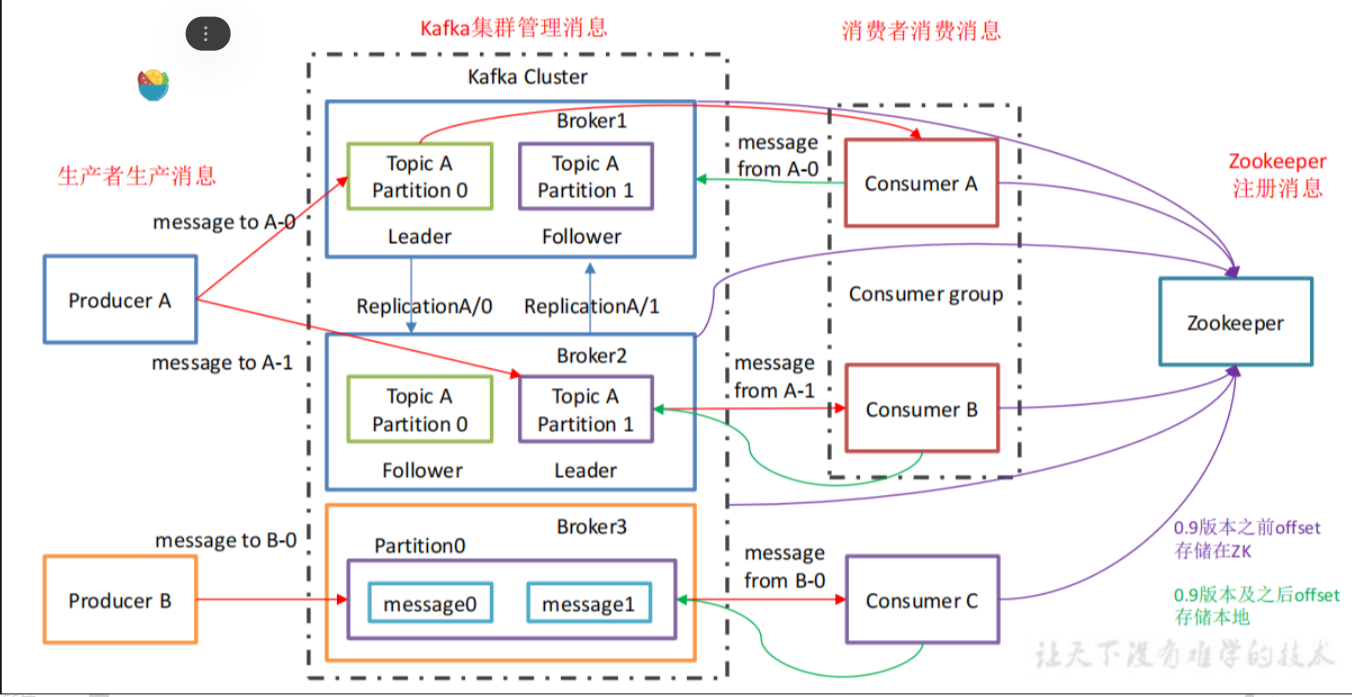 Kafka集群管理消息
消费者消费消息
Kafka Cluster
Broker1
Topic A
Partition 0
Topic A
Partition 1
Leader
Follower
生产者生产消息
message to A-0
Producer A
message to A-1
ReplicationA/0
ReplicationA/1
Broker2
Topic A
Partition 0
Topic A
Partition 1
Follower
Leader
message
from A-0
Consumer A
Consumer group
message
from A-1
Consumer B
Zookeeper
注册消息
Zookeeper
message to B-0
Producer B
Broker3
Partition0
message0
message1
message
from B-0
Consumer C
0.9版本之前offset
存储在ZK
0.9版本及之后offset
存储本地
让天下没有难学的技术